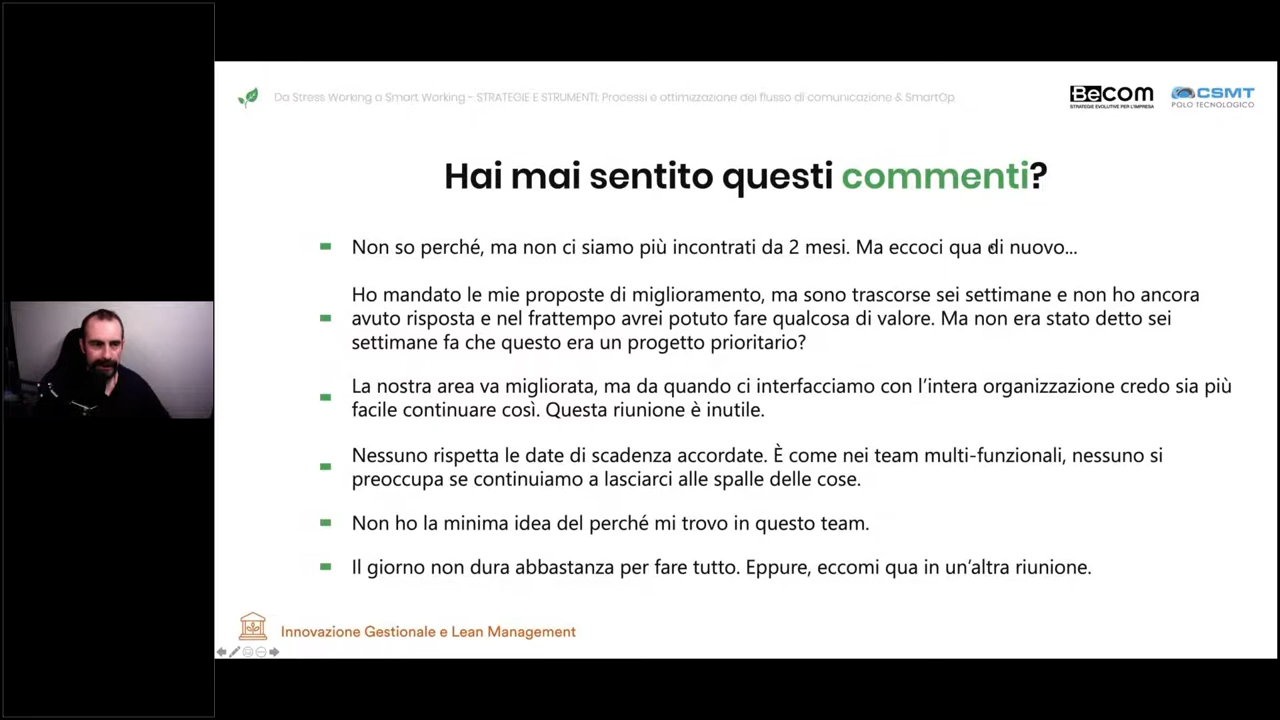 Da Stress Working a Smart Working - STRATEGIE E STRUMENTI: Processi e ottimizzazione del flusso di comunicazione & SmartOp
BeCom
STRATEGIE EVOLUTIVE PER L'IMPRESA
CSMT
POLO TECNOLOGICO
Hai mai sentito questi commenti?
Non so perché, ma non ci siamo più incontrati da 2 mesi. Ma eccoci qua di nuovo...
Ho mandato le mie proposte di miglioramento, ma sono trascorse sei settimane e non ho ancora
avuto risposta e nel frattempo avrei potuto fare qualcosa di valore. Ma non era stato detto sei
settimane fa che questo era un progetto prioritario?
La nostra area va migliorata, ma da quando ci interfacciamo con l'intera organizzazione credo sia più
facile continuare così. Questa riunione è inutile.
Nessuno rispetta le date di scadenza accordate. È come nei team multi-funzionali, nessuno si
preoccupa se continuiamo a lasciarci alle spalle delle cose.
Non ho la minima idea del perché mi trovo in questo team.
Il giorno non dura abbastanza per fare tutto. Eppure, eccomi qua in un'altra riunione.
Innovazione Gestionale e Lean Management